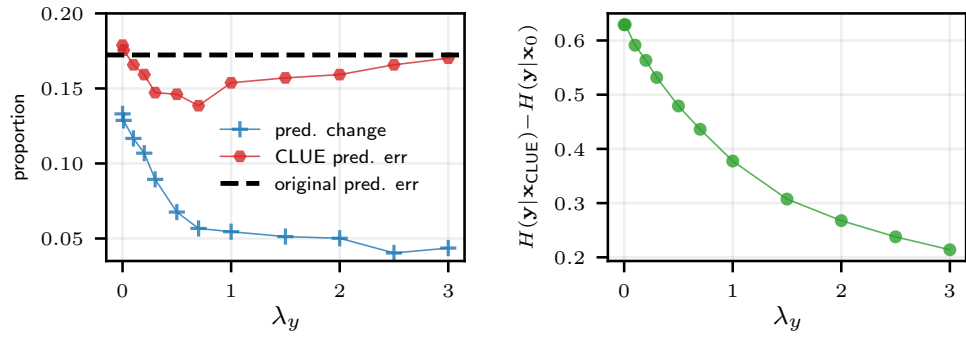 0.20
0.15
0.10
0.05
proportion
pred. change
CLUE pred. err
original pred. err
0 1 2 3
λy
0.6
0.5
0.4
0.3
0.2
H(y|xCLUE) − H(y|x0)
0 1 2 3
λy